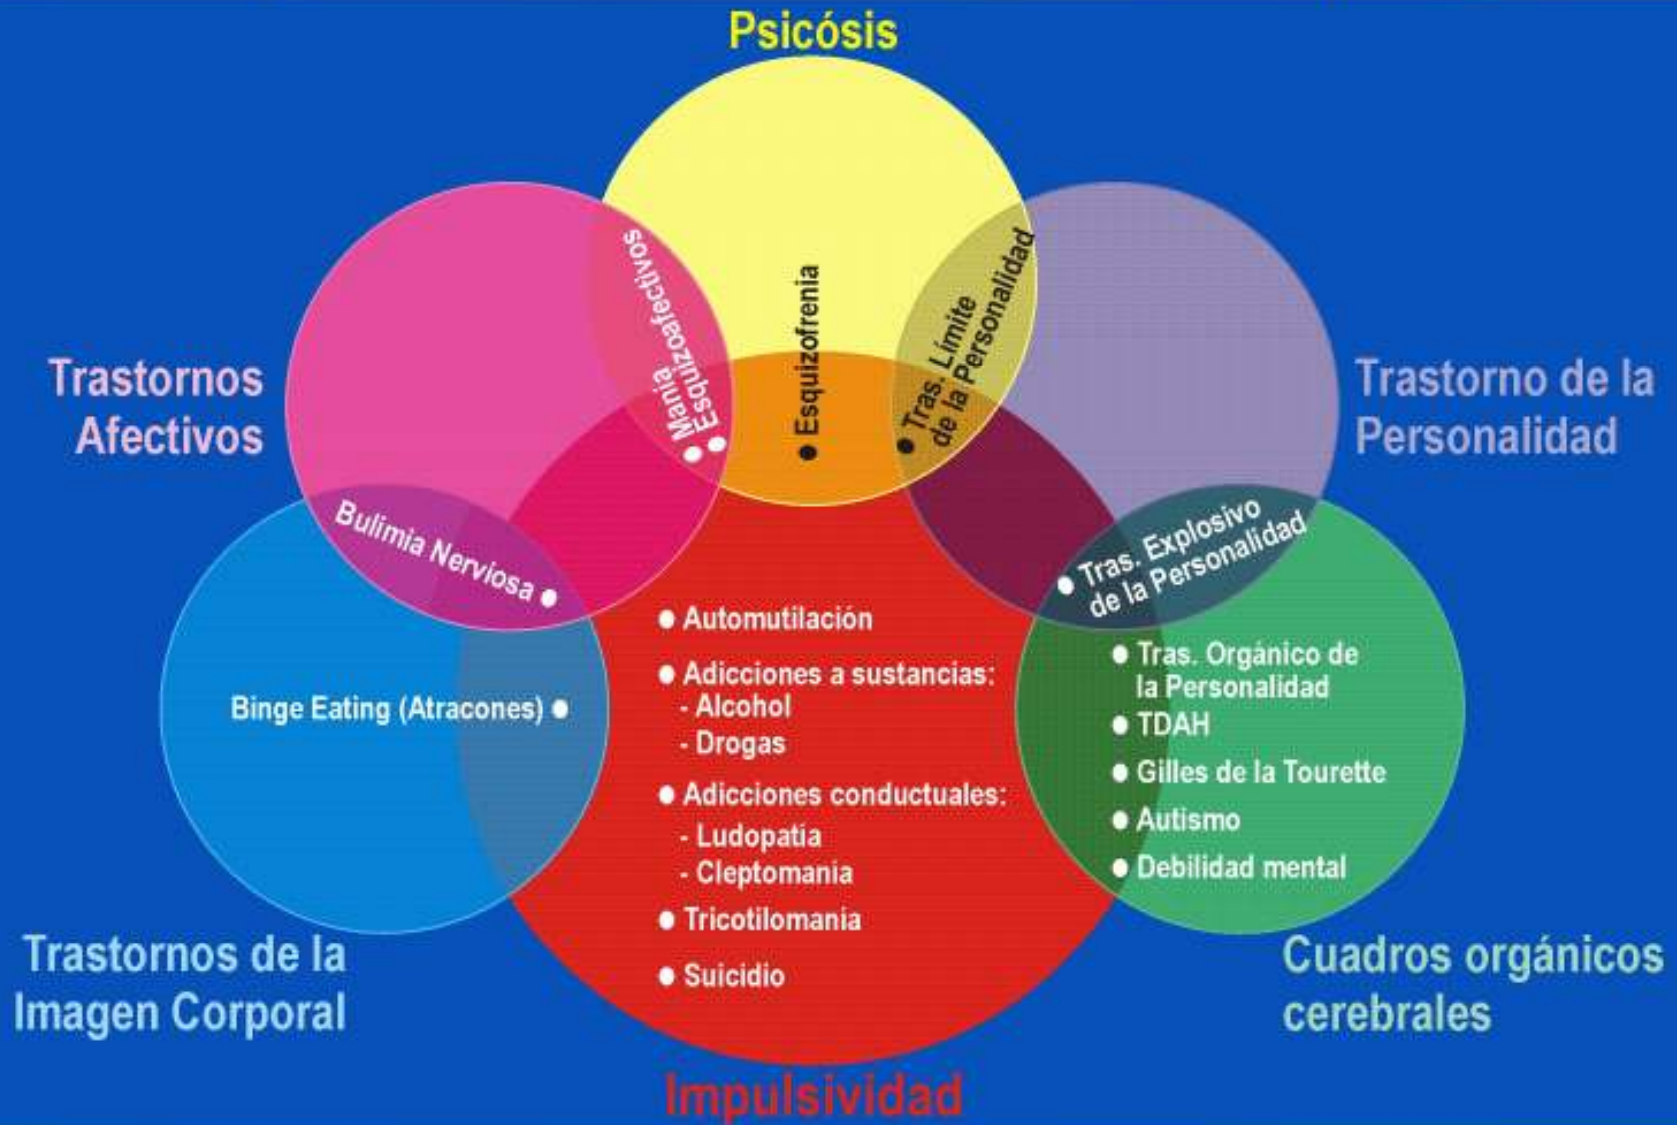 Psicósis
Trastornos
Afectivos
● Manía
● Esquizoafectivos
● Esquizofrenia
● Tras. Límite
de la Personalidad
Trastorno de la
Personalidad
Bulimia Nerviosa ●
● Tras. Explosivo
de la Personalidad
Binge Eating (Atracones) ●
● Automutilación
● Adicciones a sustancias:
- Alcohol
- Drogas
● Adicciones conductuales:
- Ludopatía
- Cleptomanía
● Tricotilomanía
● Suicidio
● Tras. Orgánico de
la Personalidad
● TDAH
● Gilles de la Tourette
● Autismo
● Debilidad mental
Trastornos de la
Imagen Corporal
Cuadros orgánicos
cerebrales
Impulsividad